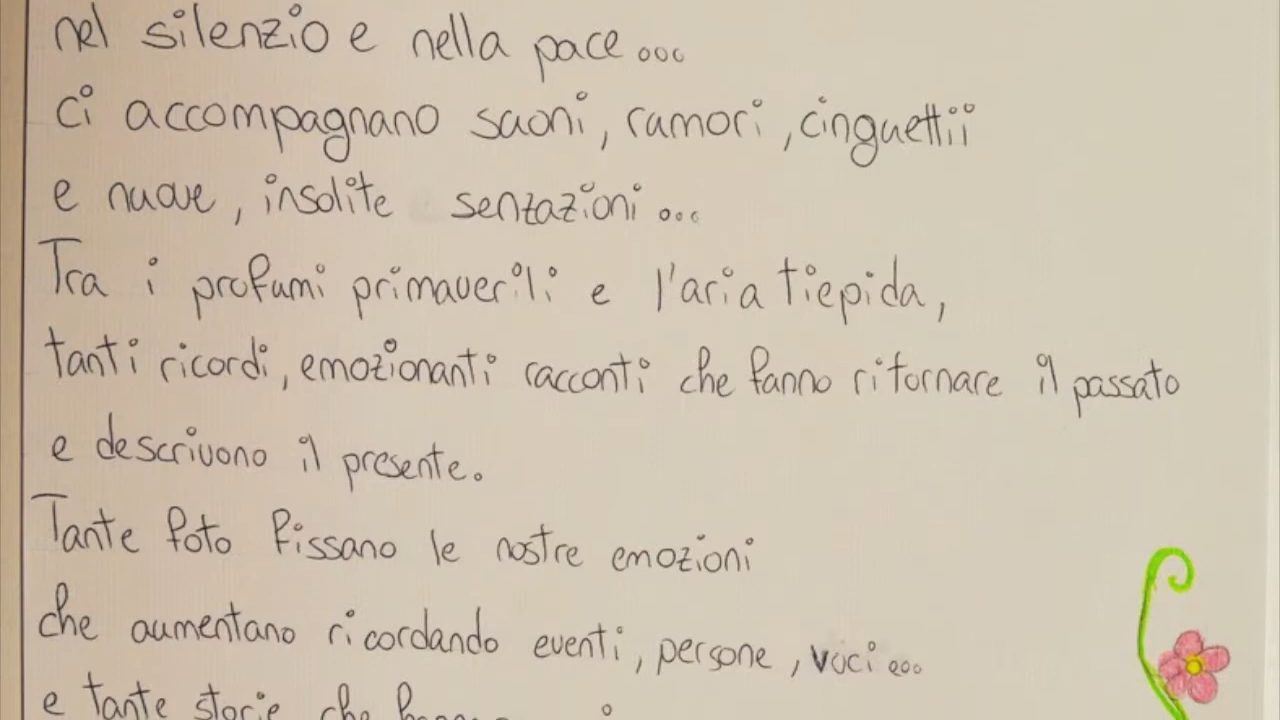 nel silenzio e nella pace...
ci accompagnano suoni, rumori, cinguettii
e nuove, insolite sensazioni...
Tra i profumi primaverili e l'aria tiepida,
tanti ricordi, emozionanti racconti che fanno ritornare il passato
e descrivono il presente.
Tante foto fissano le nostre emozioni
che aumentano ricordando eventi, persone, voci...
e tante storie che